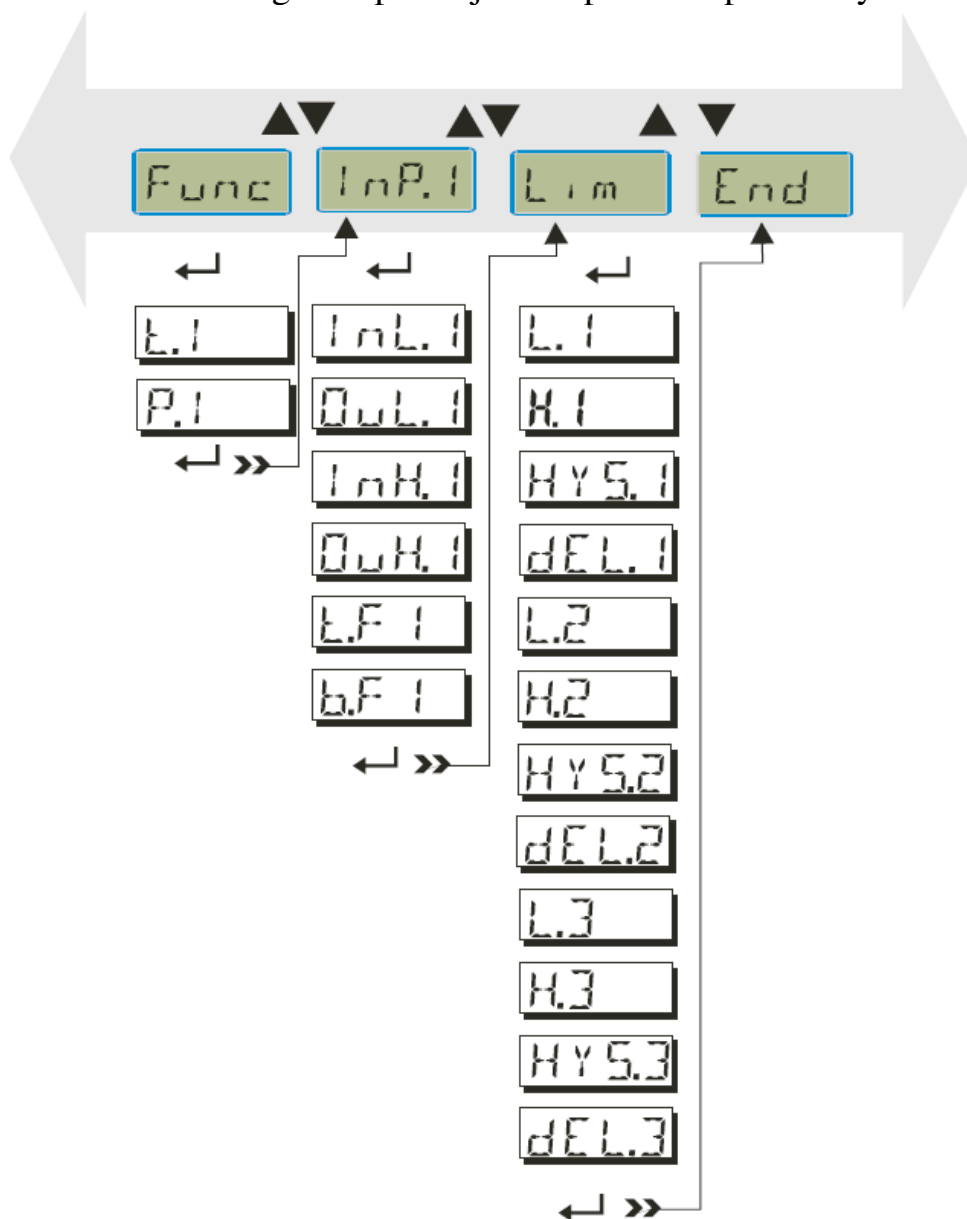 Func InP.1 Lim End
t.1
P.1
InL.1
OuL.1
InH.1
OuH.1
t.F1
b.F1
L.1
H.1
HYS.1
dEL.1
L.2
H.2
HYS.2
dEL.2
L.3
H.3
HYS.3
dEL.3